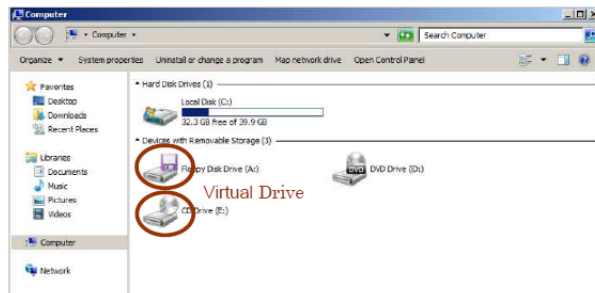 Computer
Computer
Search Computer
Organize
System properties
Uninstall or change a program
Map network drive
Open Control Panel
Favorites
Desktop
Downloads
Recent Places
Libraries
Documents
Music
Pictures
Videos
Computer
Network
Hard Disk Drives (1)
Local Disk (C:)
32.3 GB free of 39.9 GB
Devices with Removable Storage (3)
Floppy Disk Drive (A:)
DVD
DVD Drive (D:)
Virtual Drive
CD Drive (E:)